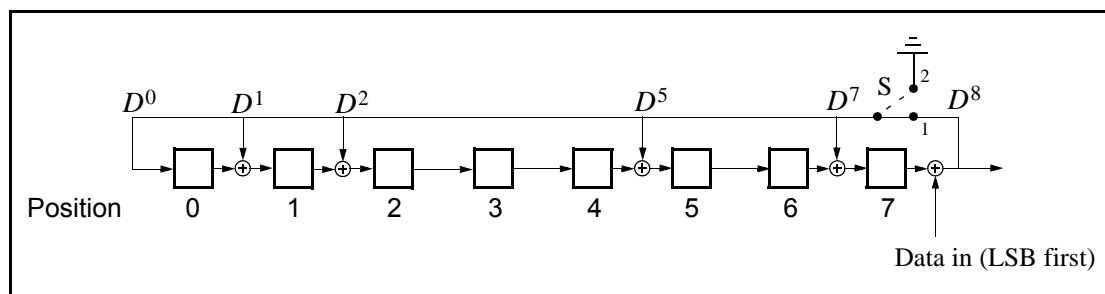 2
S
D⁰ D¹ D² D⁵ D⁷ D⁸
1
Position 0 1 2 3 4 5 6 7
Data in (LSB first)